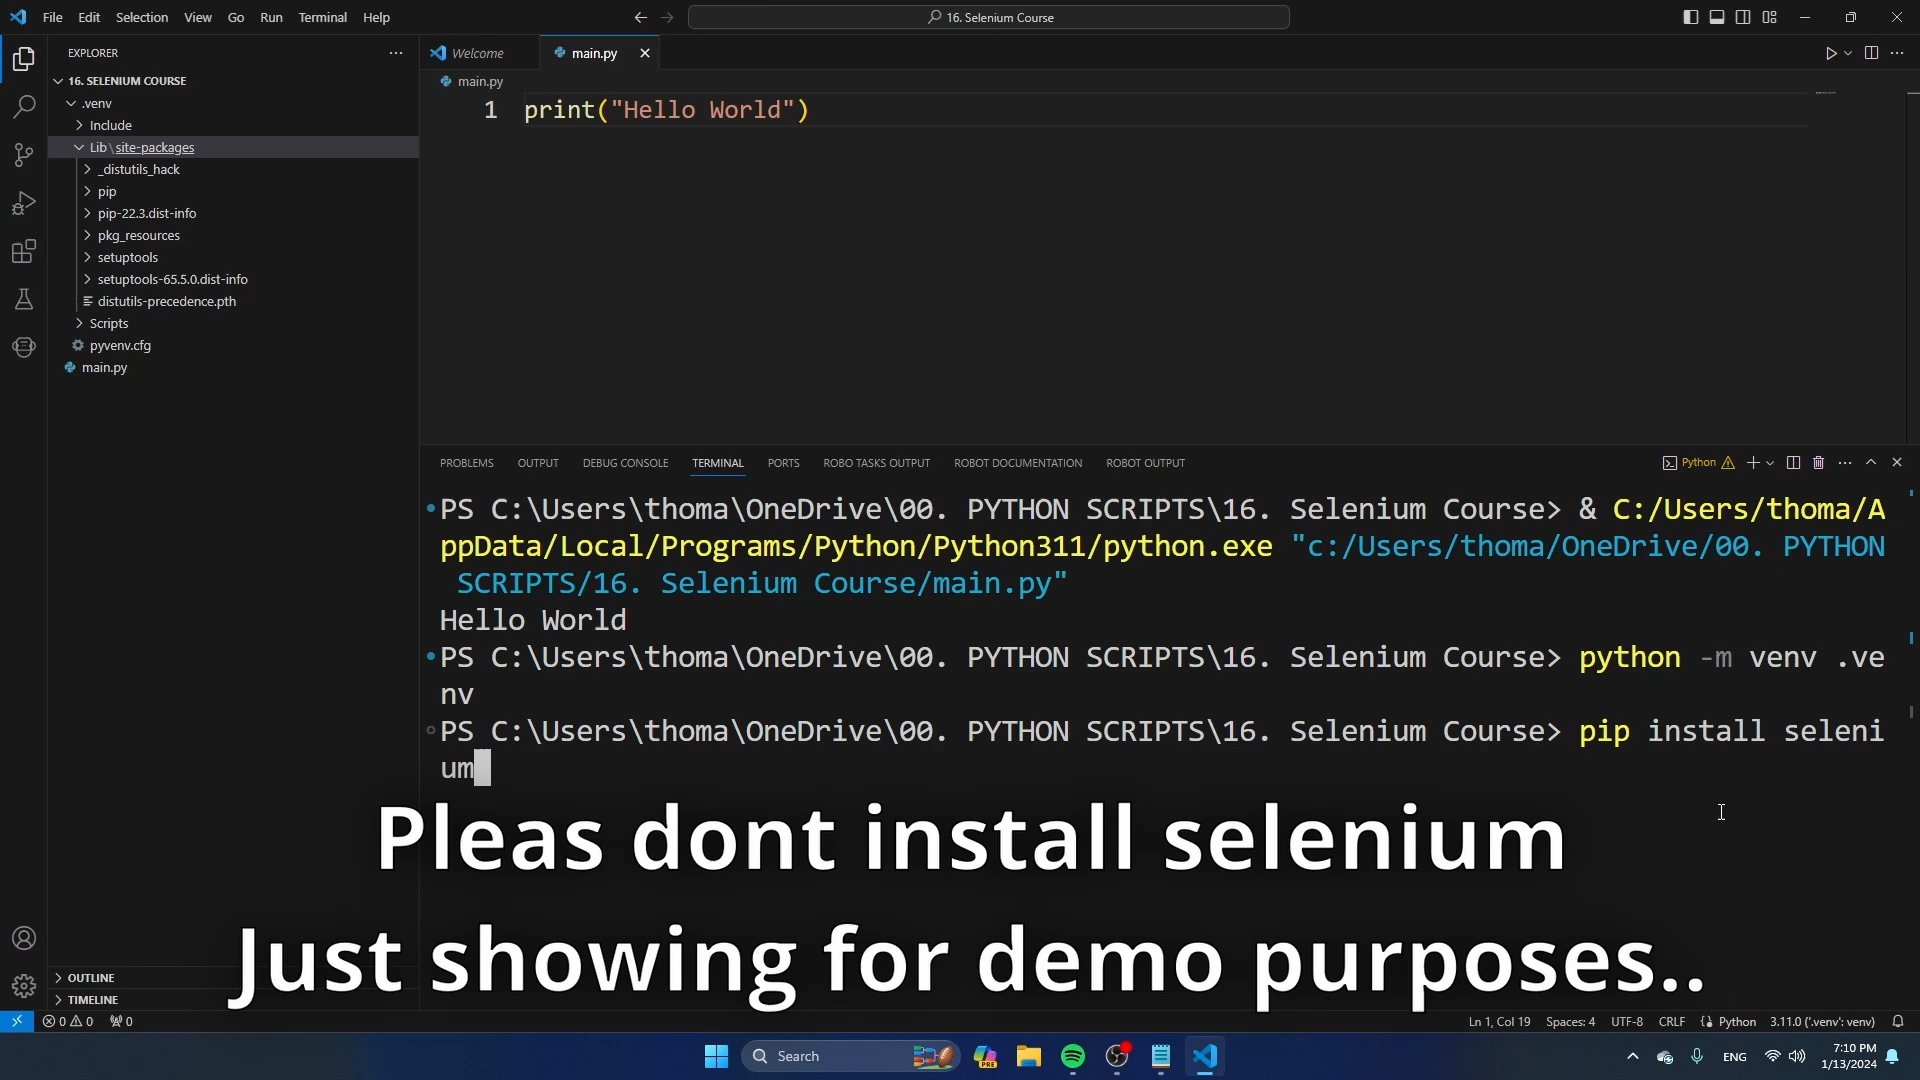 File Edit Selection View Go Run Terminal Help
16. Selenium Course
EXPLORER
16. SELENIUM COURSE
.venv
Include
Lib\site-packages
_distutils_hack
pip
pip-22.3.dist-info
pkg_resources
setuptools
setuptools-65.5.0.dist-info
distutils-precedence.pth
Scripts
pyvenv.cfg
main.py
OUTLINE
TIMELINE
Welcome main.py
main.py
1 print("Hello World")
PROBLEMS OUTPUT DEBUG CONSOLE TERMINAL PORTS ROBO TASKS OUTPUT ROBOT DOCUMENTATION ROBOT OUTPUT
Python
PS C:\Users\thoma\OneDrive\00. PYTHON SCRIPTS\16. Selenium Course> & C:/Users/thoma/A
ppData/Local/Programs/Python/Python311/python.exe "c:/Users/thoma/OneDrive/00. PYTHON
SCRIPTS/16. Selenium Course/main.py"
Hello World
PS C:\Users\thoma\OneDrive\00. PYTHON SCRIPTS\16. Selenium Course> python -m venv .ve
nv
PS C:\Users\thoma\OneDrive\00. PYTHON SCRIPTS\16. Selenium Course> pip install seleni
um
Pleas dont install selenium
Just showing for demo purposes..
0 0 0
Ln 1, Col 19 Spaces: 4 UTF-8 CRLF Python 3.11.0 ('.venv': venv)
Search
PRE
ENG
7:10 PM
1/13/2024